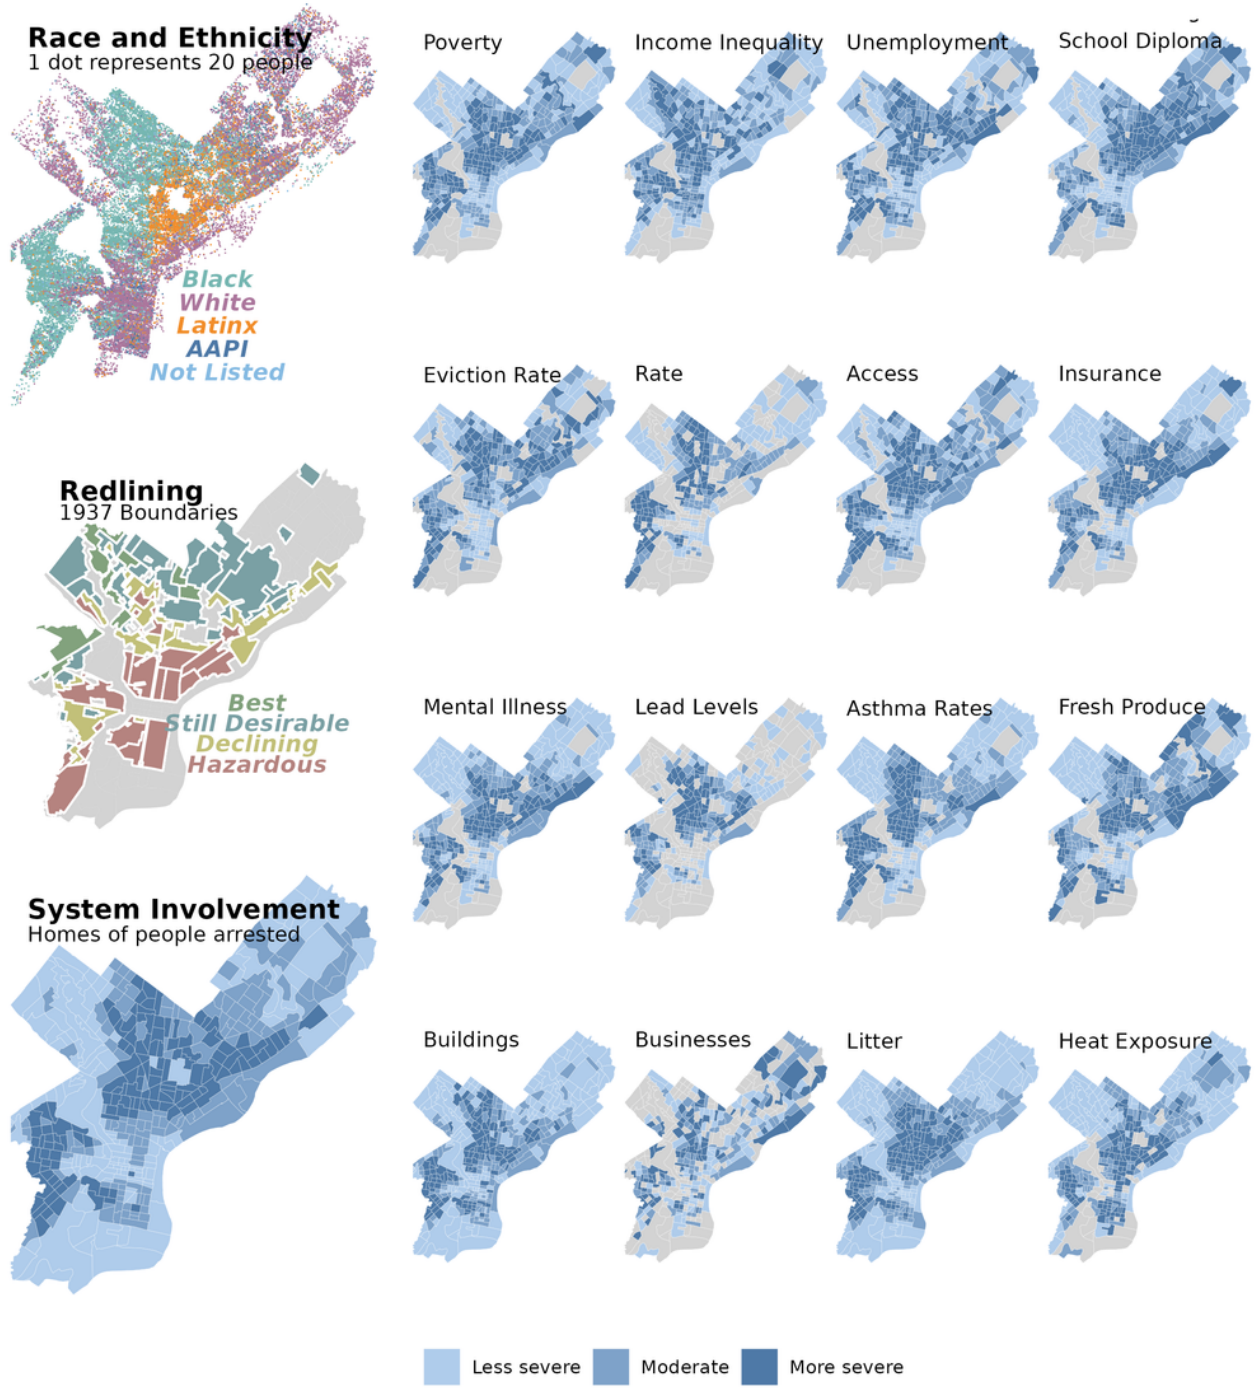 Race and Ethnicity
1 dot represents 20 people
Black
White
Latinx
AAPI
Not Listed
Redlining
1937 Boundaries
Best
Still Desirable
Declining
Hazardous
System Involvement
Homes of people arrested
Poverty
Income Inequality
Unemployment
School Diploma
Eviction Rate
Rate
Access
Insurance
Mental Illness
Lead Levels
Asthma Rates
Fresh Produce
Buildings
Businesses
Litter
Heat Exposure
Less severe
Moderate
More severe